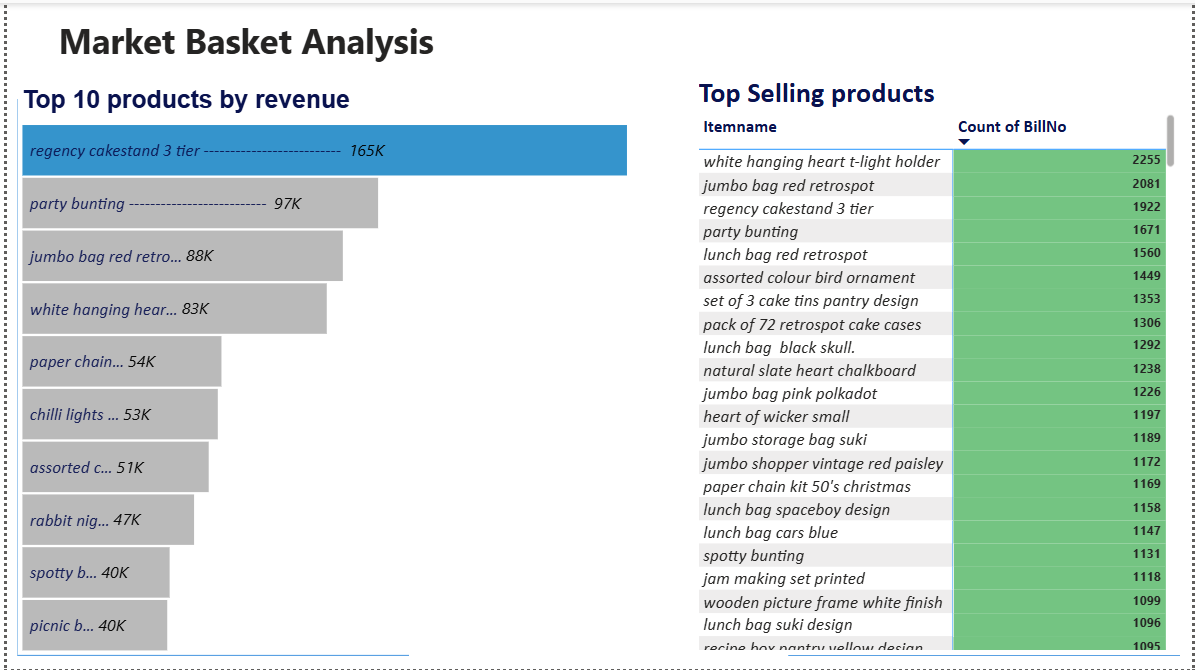 Market Basket Analysis
Top 10 products by revenue
regency cakestand 3 tier -------------------------- 165K
party bunting -------------------------- 97K
jumbo bag red retro... 88K
white hanging hear... 83K
paper chain... 54K
chilli lights ... 53K
assorted c... 51K
rabbit nig... 47K
spotty b... 40K
picnic b... 40K
Top Selling products
Itemname Count of BillNo
white hanging heart t-light holder 2255
jumbo bag red retrospot 2081
regency cakestand 3 tier 1922
party bunting 1671
lunch bag red retrospot 1560
assorted colour bird ornament 1449
set of 3 cake tins pantry design 1353
pack of 72 retrospot cake cases 1306
lunch bag  black skull. 1292
natural slate heart chalkboard 1238
jumbo bag pink polkadot 1226
heart of wicker small 1197
jumbo storage bag suki 1189
jumbo shopper vintage red paisley 1172
paper chain kit 50's christmas 1169
lunch bag spaceboy design 1158
lunch bag cars blue 1147
spotty bunting 1131
jam making set printed 1118
wooden picture frame white finish 1099
lunch bag suki design 1096
recipe box pantry yellow design 1095